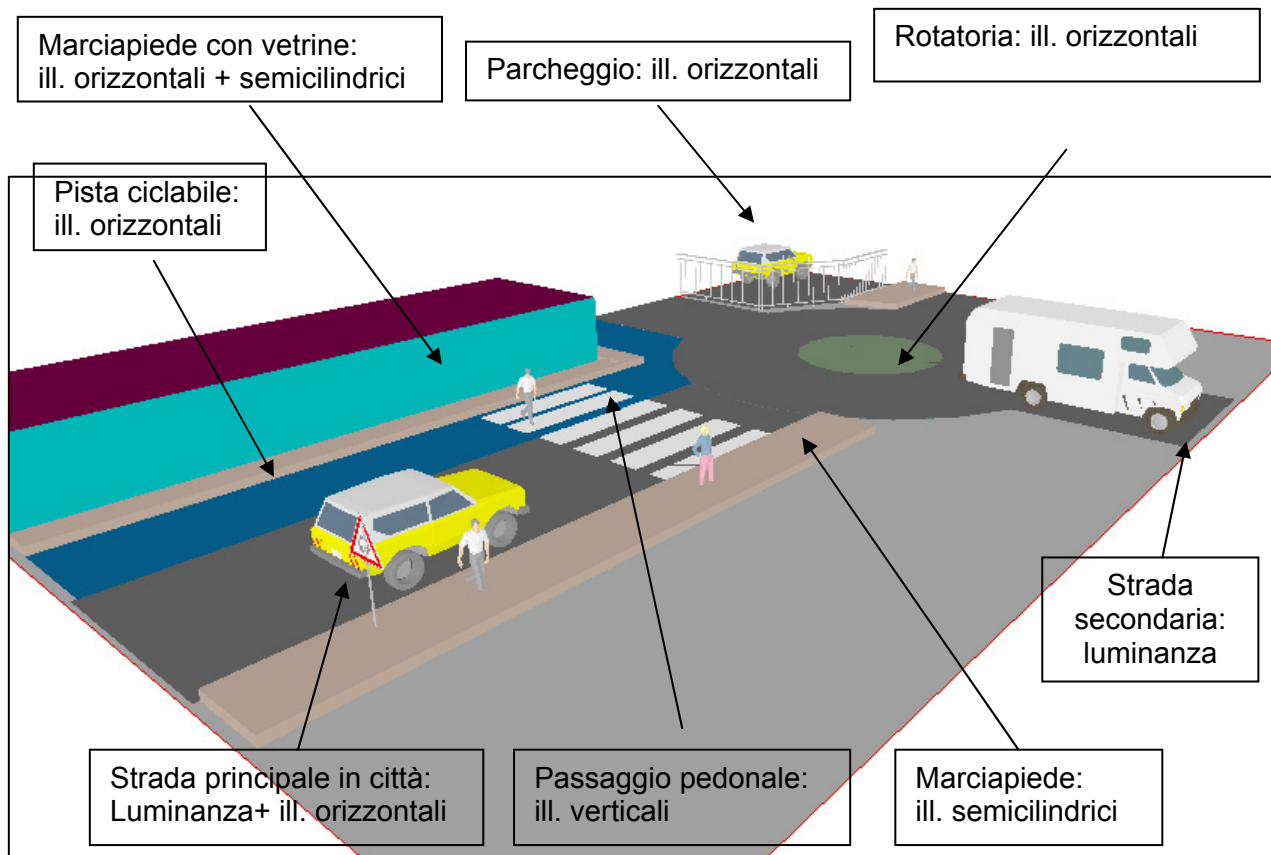 Marciapiede con vetrine:
ill. orizzontali + semicilindrici
Parcheggio: ill. orizzontali
Rotatoria: ill. orizzontali
Pista ciclabile:
ill. orizzontali
Strada
secondaria:
luminanza
Strada principale in città:
Luminanza+ ill. orizzontali
Passaggio pedonale:
ill. verticali
Marciapiede:
ill. semicilindrici